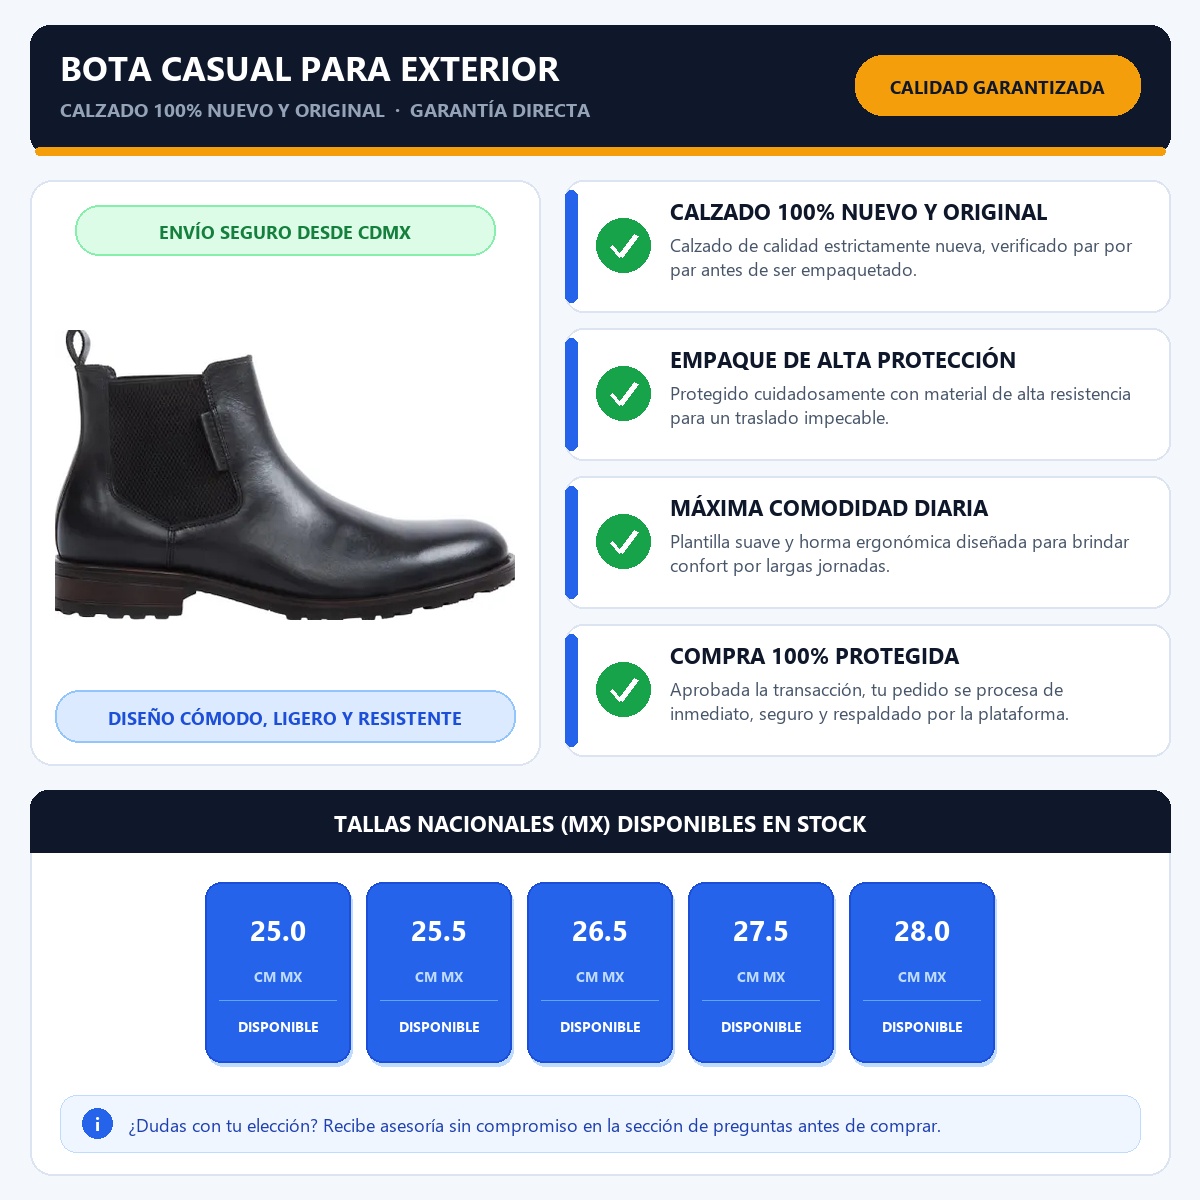 BOTA CASUAL PARA EXTERIOR
CALZADO 100% NUEVO Y ORIGINAL · GARANTÍA DIRECTA
CALIDAD GARANTIZADA
ENVÍO SEGURO DESDE CDMX
DISEÑO CÓMODO, LIGERO Y RESISTENTE
CALZADO 100% NUEVO Y ORIGINAL
Calzado de calidad estrictamente nueva, verificado par por
par antes de ser empaquetado.
EMPAQUE DE ALTA PROTECCIÓN
Protegido cuidadosamente con material de alta resistencia
para un traslado impecable.
MÁXIMA COMODIDAD DIARIA
Plantilla suave y horma ergonómica diseñada para brindar
confort por largas jornadas.
COMPRA 100% PROTEGIDA
Aprobada la transacción, tu pedido se procesa de
inmediato, seguro y respaldado por la plataforma.
TALLAS NACIONALES (MX) DISPONIBLES EN STOCK
25.0
CM MX
DISPONIBLE
25.5
CM MX
DISPONIBLE
26.5
CM MX
DISPONIBLE
27.5
CM MX
DISPONIBLE
28.0
CM MX
DISPONIBLE
¿Dudas con tu elección? Recibe asesoría sin compromiso en la sección de preguntas antes de comprar.